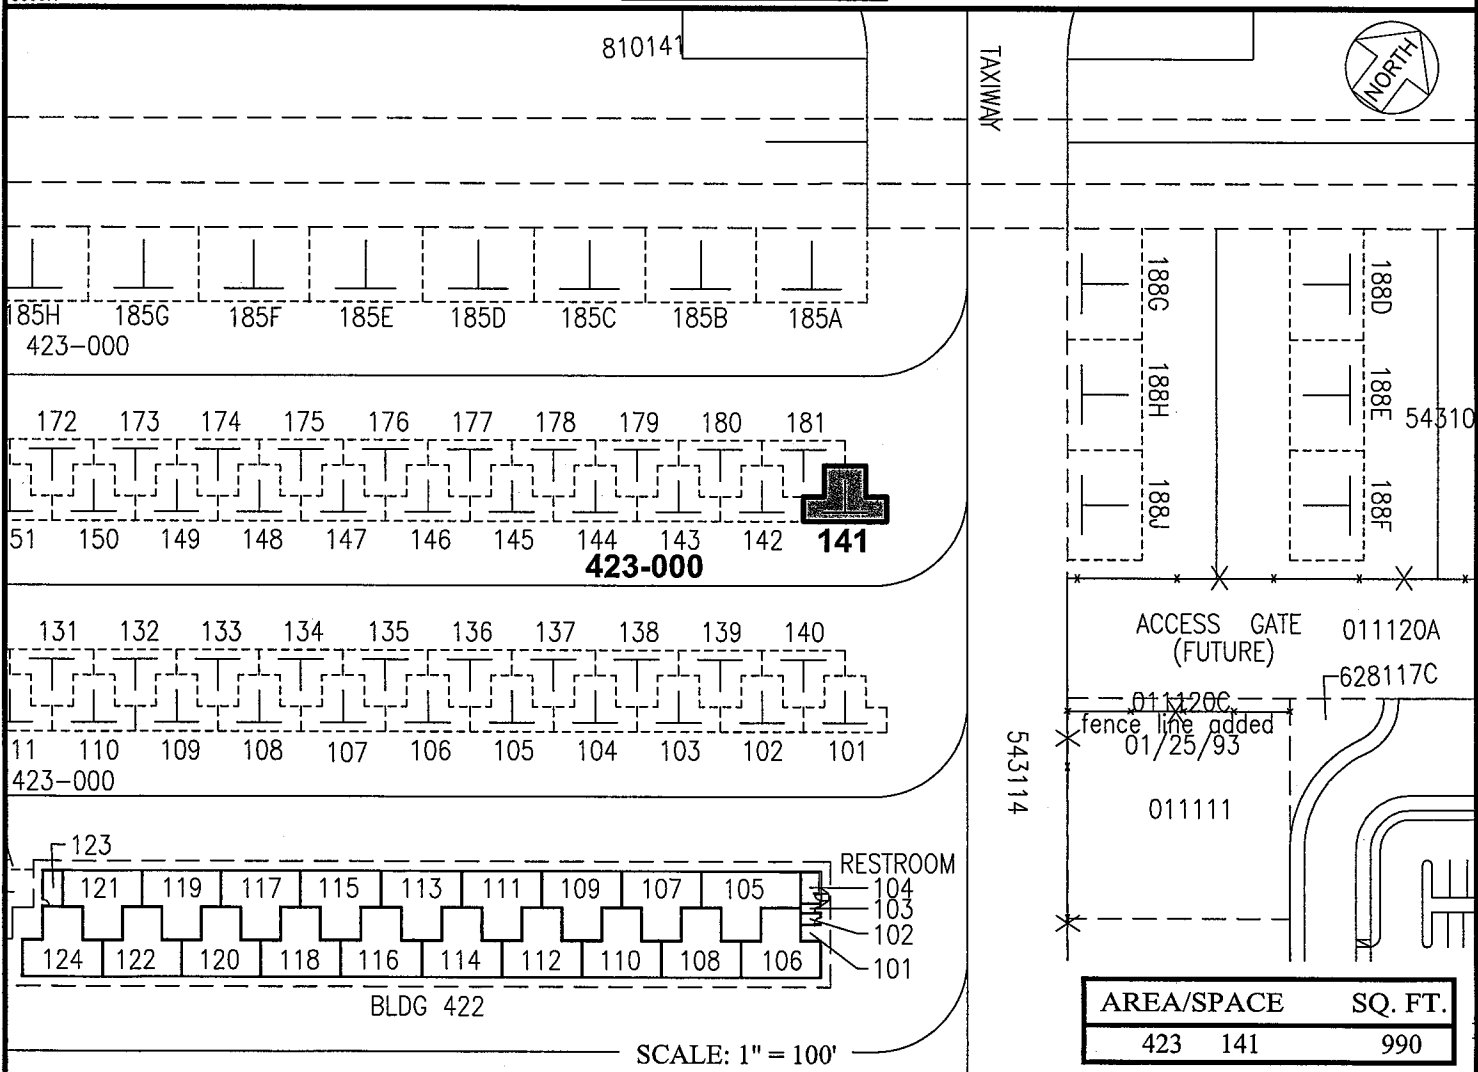 810141
TAXIWAY
NORTH
185H 185G 185F 185E 185D 185C 185B 185A
423-000
188G 188D
188H 188E
54310
188J 188F
172 173 174 175 176 177 178 179 180 181
51 150 149 148 147 146 145 144 143 142 141
423-000
131 132 133 134 135 136 137 138 139 140
11 110 109 108 107 106 105 104 103 102 101
423-000
ACCESS GATE
(FUTURE)
011120A
628117C
011120C
fence line added
01/25/93
543114
011111
123
RESTROOM
121 119 117 115 113 111 109 107 105 104
103
102
124 122 120 118 116 114 112 110 108 106 101
BLDG 422
SCALE: 1" = 100'
AREA/SPACE SQ. FT.
423 141 990